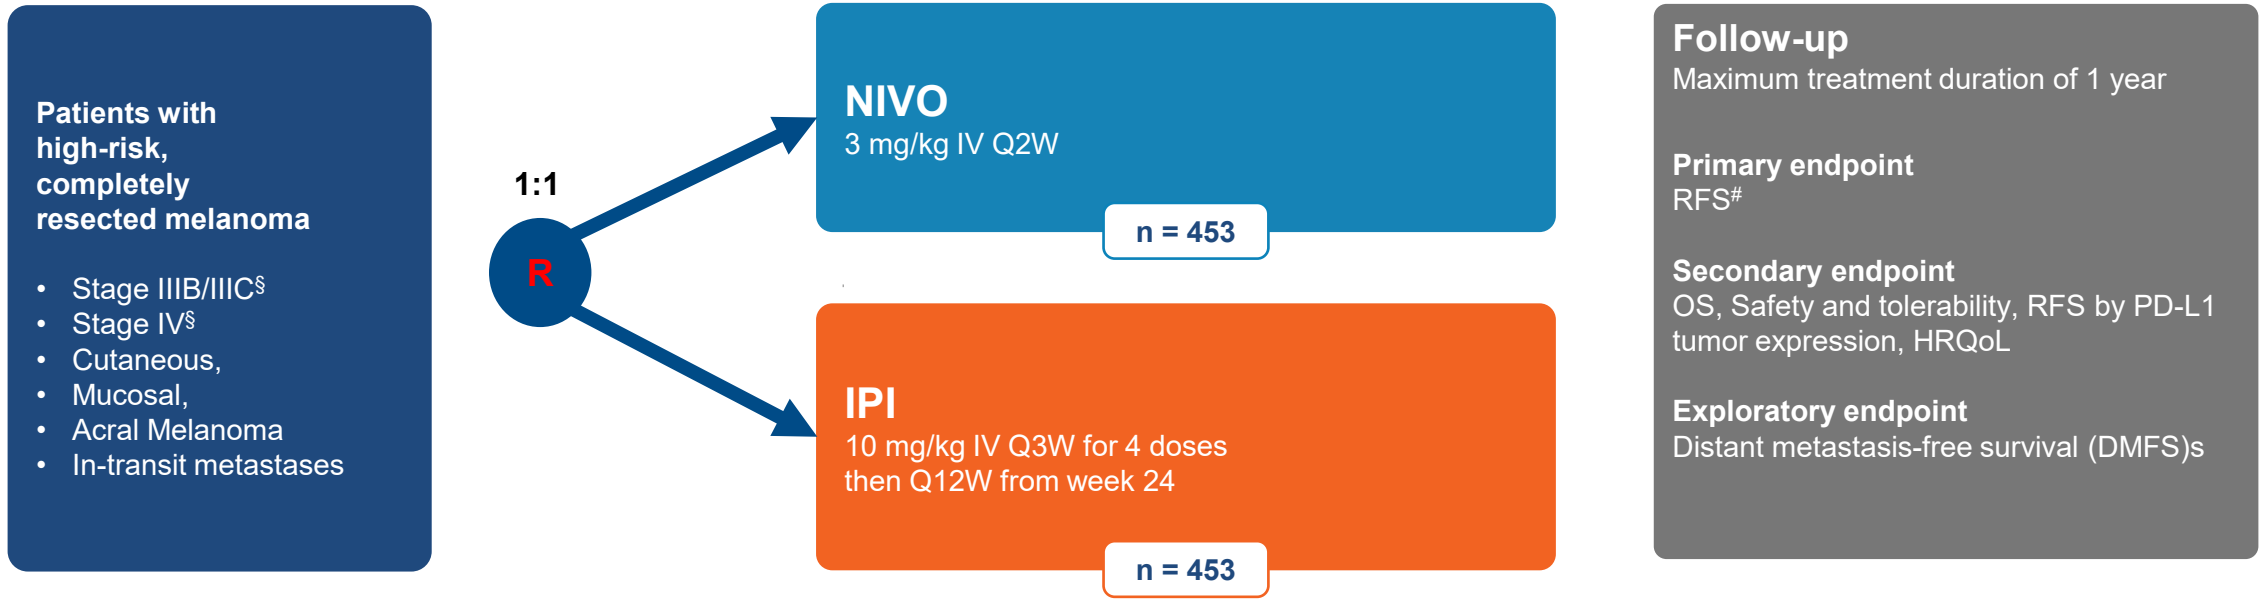 Patients with
high-risk,
completely
resected melanoma
• Stage IIIB/IIIC§
• Stage IV§
• Cutaneous,
• Mucosal,
• Acral Melanoma
• In-transit metastases
1:1
R
NIVO
3 mg/kg IV Q2W
n = 453
IPI
10 mg/kg IV Q3W for 4 doses
then Q12W from week 24
n = 453
Follow-up
Maximum treatment duration of 1 year
Primary endpoint
RFS#
Secondary endpoint
OS, Safety and tolerability, RFS by PD-L1
tumor expression, HRQoL
Exploratory endpoint
Distant metastasis-free survival (DMFS)s